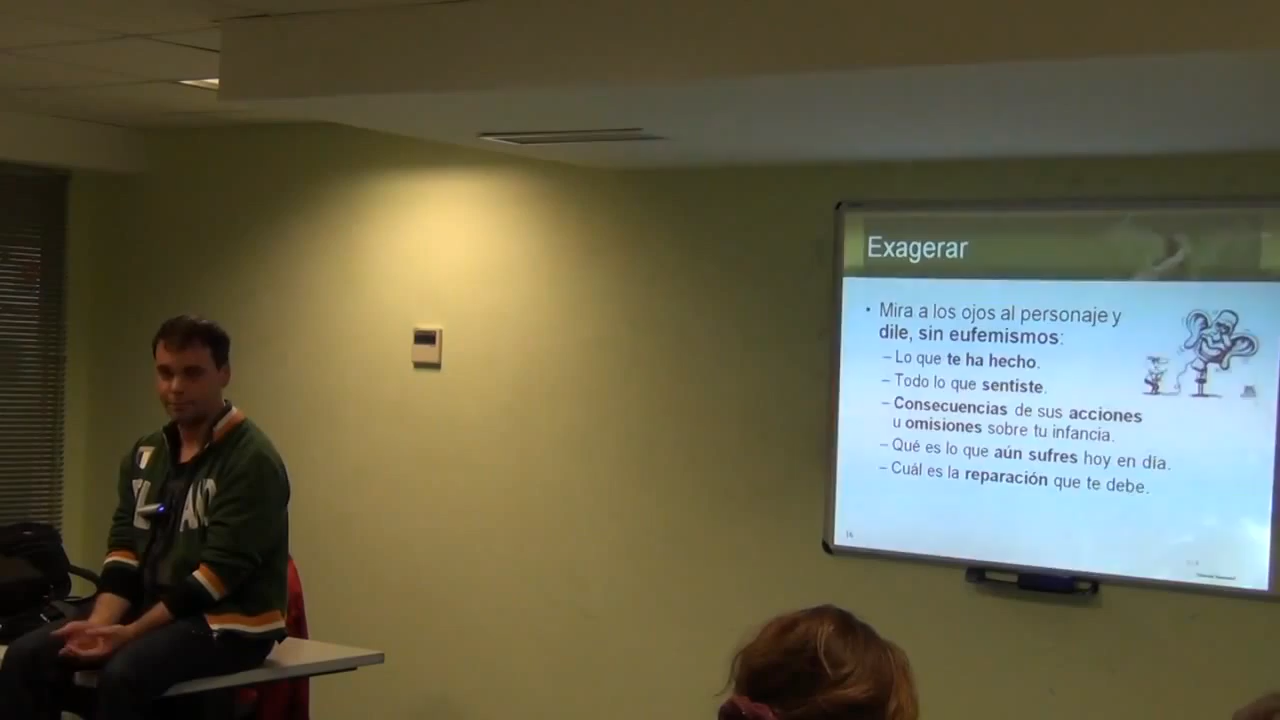 Exagerar
• Mira a los ojos al personaje y
dile, sin eufemismos:
– Lo que te ha hecho.
– Todo lo que sentiste.
– Consecuencias de sus acciones
u omisiones sobre tu infancia.
– Qué es lo que aún sufres hoy en día.
– Cuál es la reparación que te debe.
16